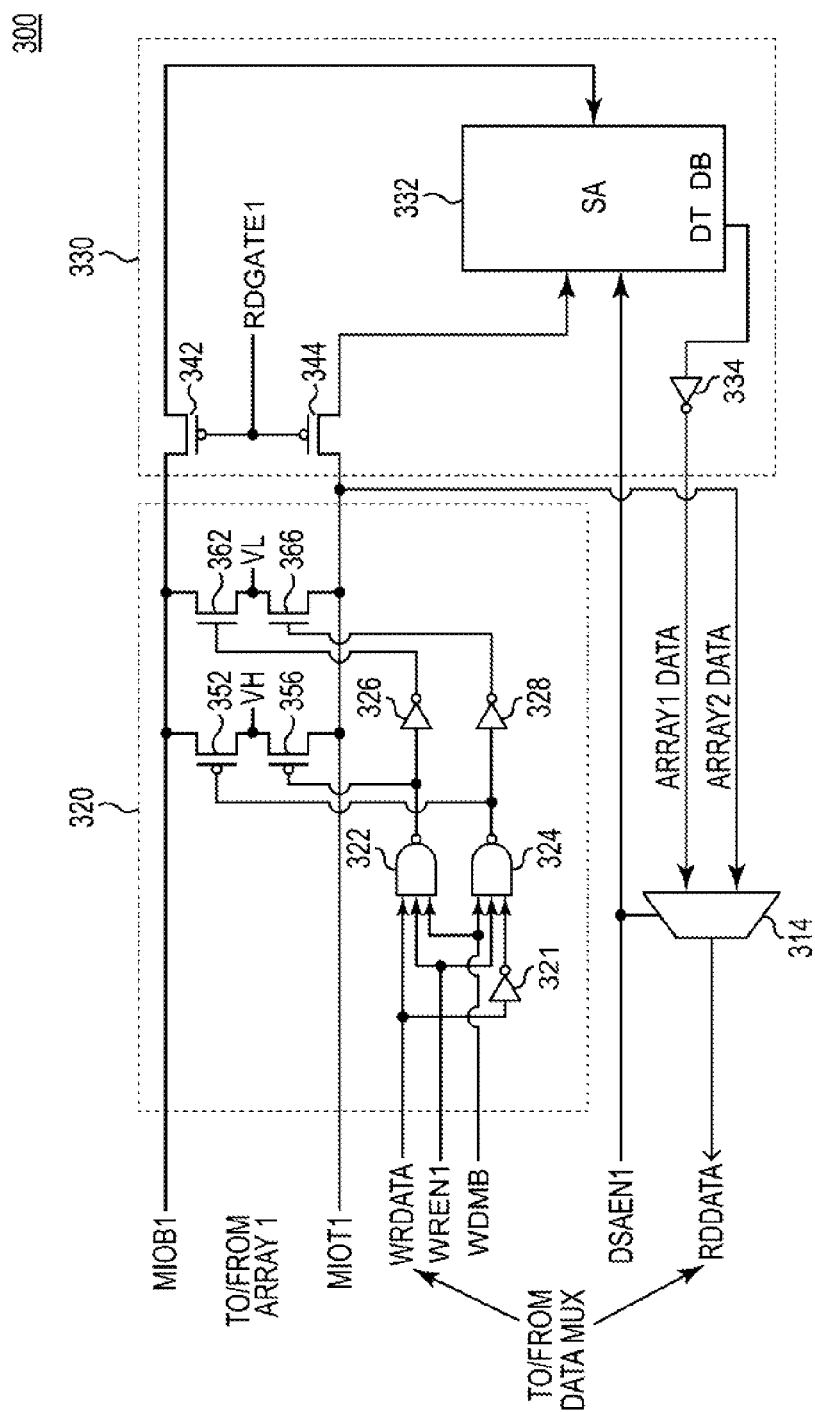 300
MIOB1
TO/FROM
ARRAY 1
MIOT1
WRDATA
WREN1
WDMB
TO/FROM
DATA MUX
DSAEN1
RDDATA
320
352
VH
356
362
VL
366
322
326
324
328
321
330
342
RDGATE1
344
332
SA
DT DB
334
ARRAY1 DATA
ARRAY2 DATA
314